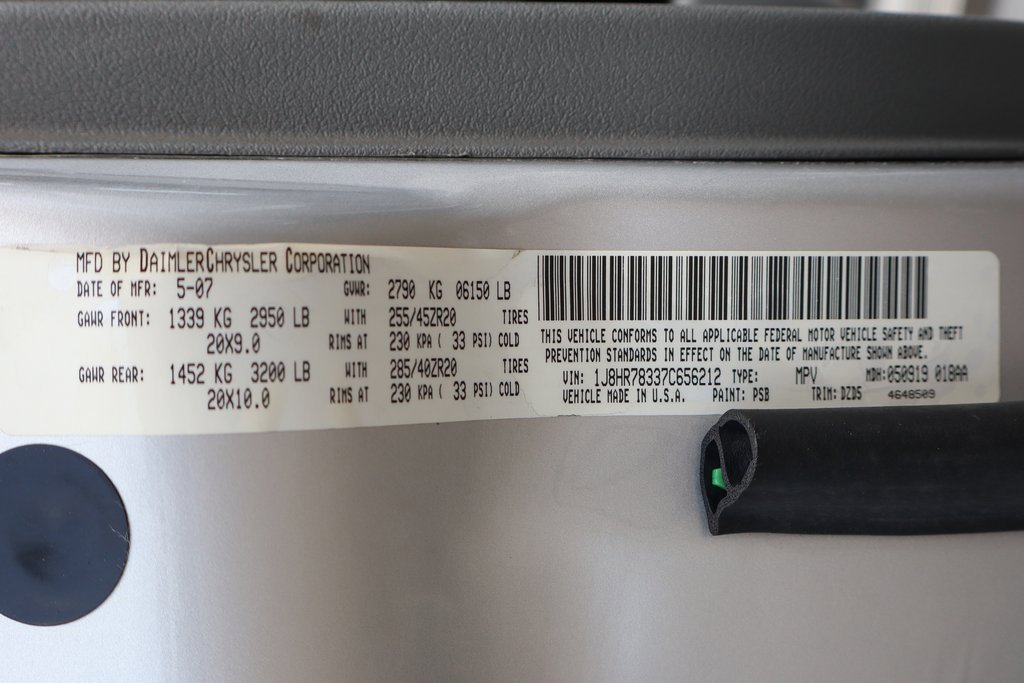 MFD BY DAIMLERCHRYSLER CORPORATION
DATE OF MFR: 5-07 GVWR: 2790 KG 06150 LB
GAWR FRONT: 1339 KG 2950 LB WITH 255/45ZR20 TIRES
20X9.0 RIMS AT 230 KPA ( 33 PSI) COLD
GAWR REAR: 1452 KG 3200 LB WITH 285/40ZR20 TIRES
20X10.0 RIMS AT 230 KPA ( 33 PSI) COLD
THIS VEHICLE CONFORMS TO ALL APPLICABLE FEDERAL MOTOR VEHICLE SAFETY AND THEFT
PREVENTION STANDARDS IN EFFECT ON THE DATE OF MANUFACTURE SHOWN ABOVE.
VIN: 1J8HR78337C656212 TYPE: MPV MDH: 050919 018AA
VEHICLE MADE IN U.S.A. PAINT: PSB TRIM: DZD5 4648509